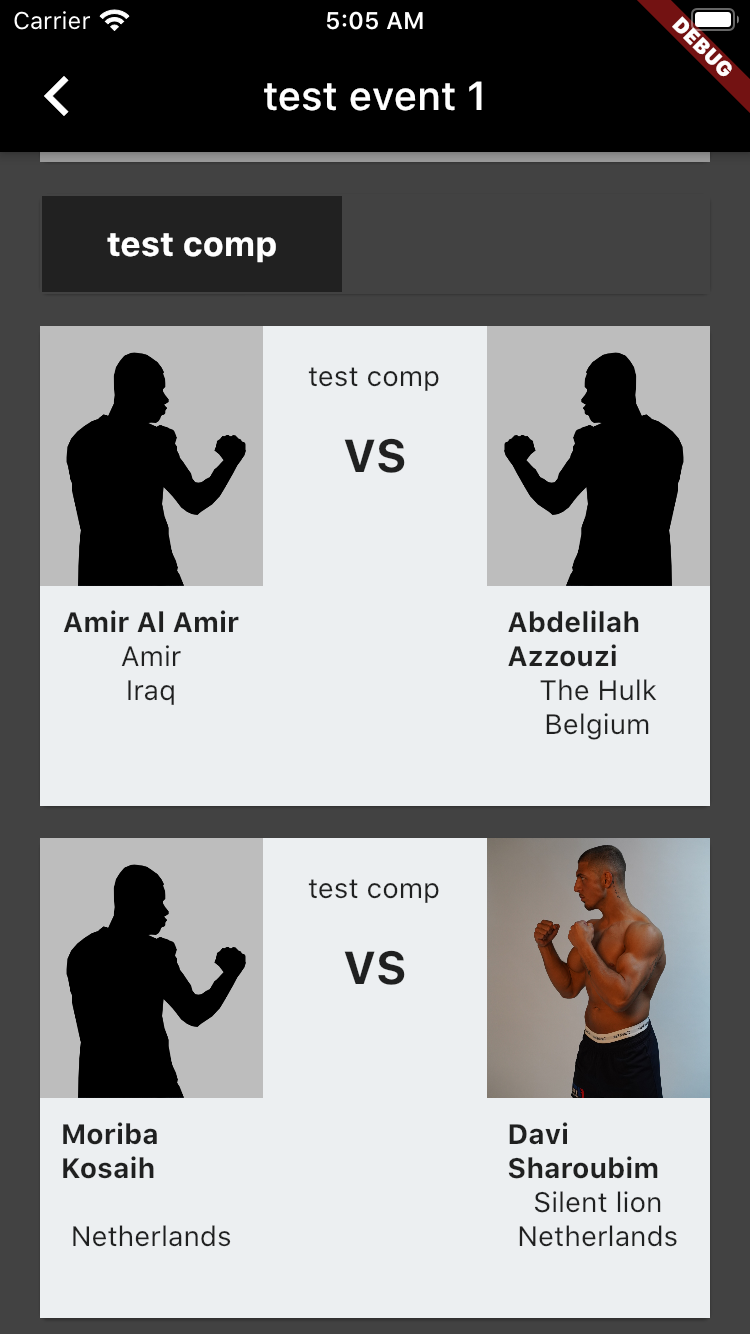 Carrier 5:05 AM
DEBUG
test event 1
test comp
test comp
VS
Amir Al Amir
Amir
Iraq
Abdelilah
Azzouzi
The Hulk
Belgium
test comp
VS
Moriba
Kosaih
Netherlands
Davi
Sharoubim
Silent lion
Netherlands